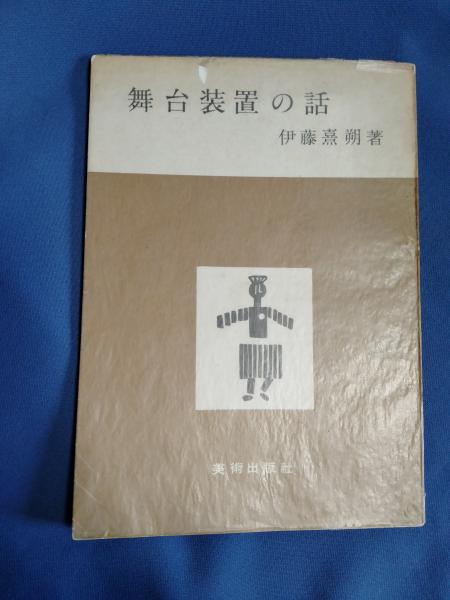 舞台装置の話
伊藤熹朔著
美術出版社